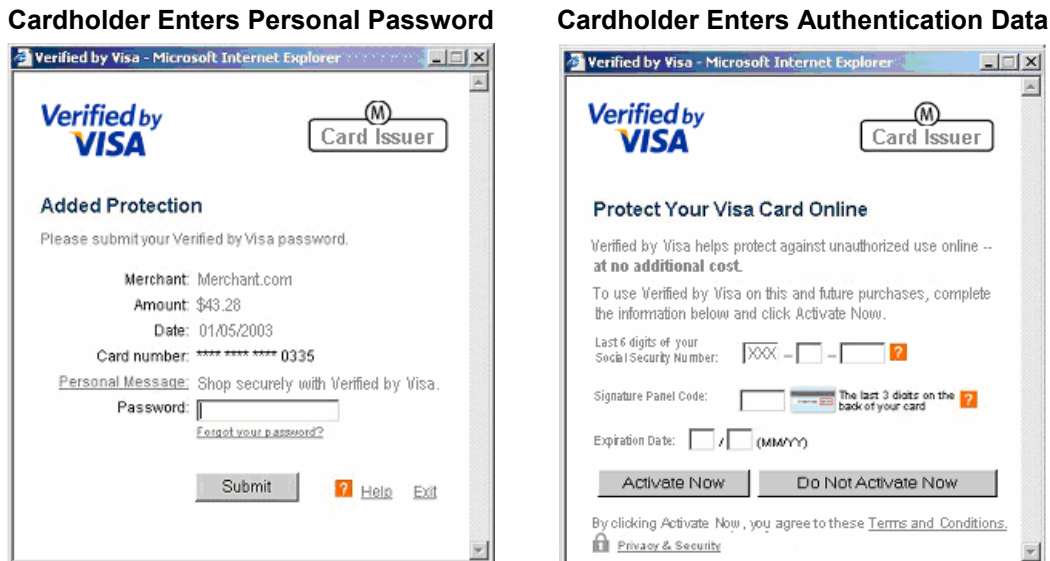 Cardholder Enters Personal Password
Verified by Visa - Microsoft Internet Explorer
Verified by
VISA
M
Card Issuer
Added Protection
Please submit your Verified by Visa password.
Merchant: Merchant.com
Amount: $43.28
Date: 01/05/2003
Card number: **** **** **** 0335
Personal Message: Shop securely with Verified by Visa.
Password:
Forgot your password?
Submit
? Help Exit
Cardholder Enters Authentication Data
Verified by Visa - Microsoft Internet Explorer
Verified by
VISA
M
Card Issuer
Protect Your Visa Card Online
Verified by Visa helps protect against unauthorized use online --
at no additional cost.
To use Verified by Visa on this and future purchases, complete
the information below and click Activate Now.
Last 6 digits of your
Social Security Number: XXX – – ?
Signature Panel Code: The last 3 digits on the ?
back of your card
Expiration Date: / (MM/YY)
Activate Now Do Not Activate Now
By clicking Activate Now, you agree to these Terms and Conditions.
Privacy & Security